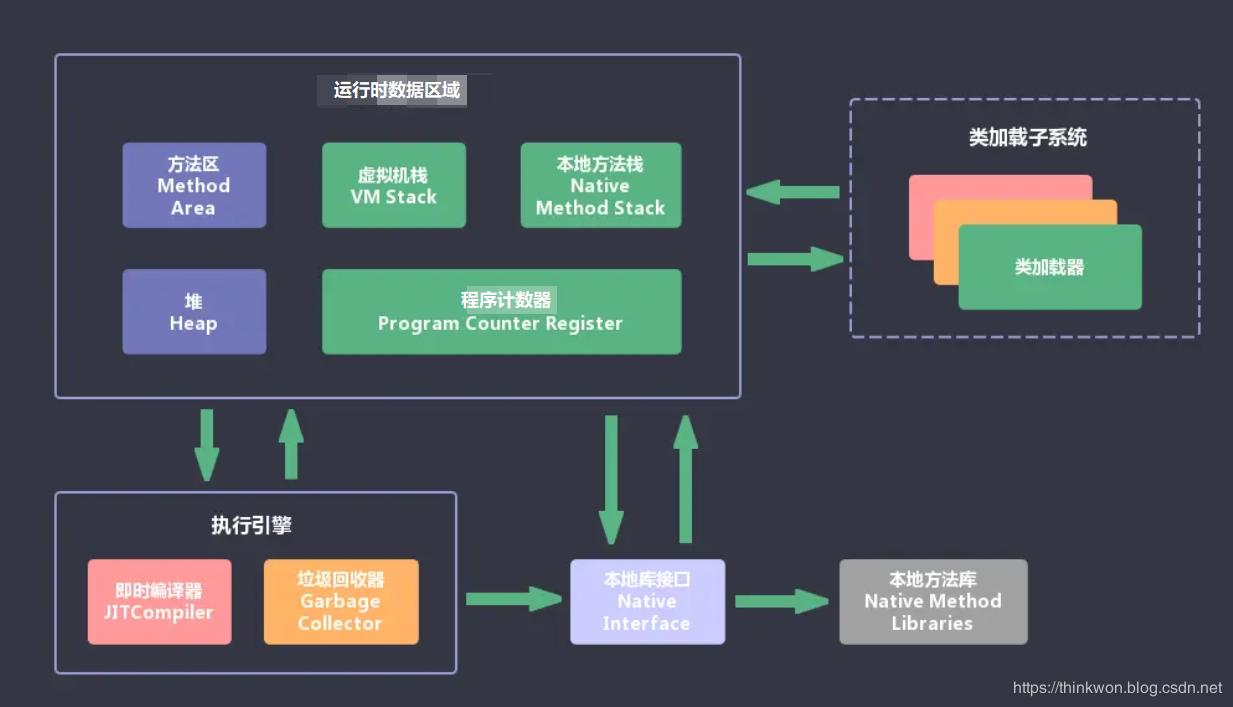 运行时数据区域
方法区
Method
Area
虚拟机栈
VM Stack
本地方法栈
Native
Method Stack
堆
Heap
程序计数器
Program Counter Register
类加载子系统
类加载器
执行引擎
即时编译器
JITCompiler
垃圾回收器
Garbage
Collector
本地库接口
Native
Interface
本地方法库
Native Method
Libraries
https://thinkwon.blog.csdn.net